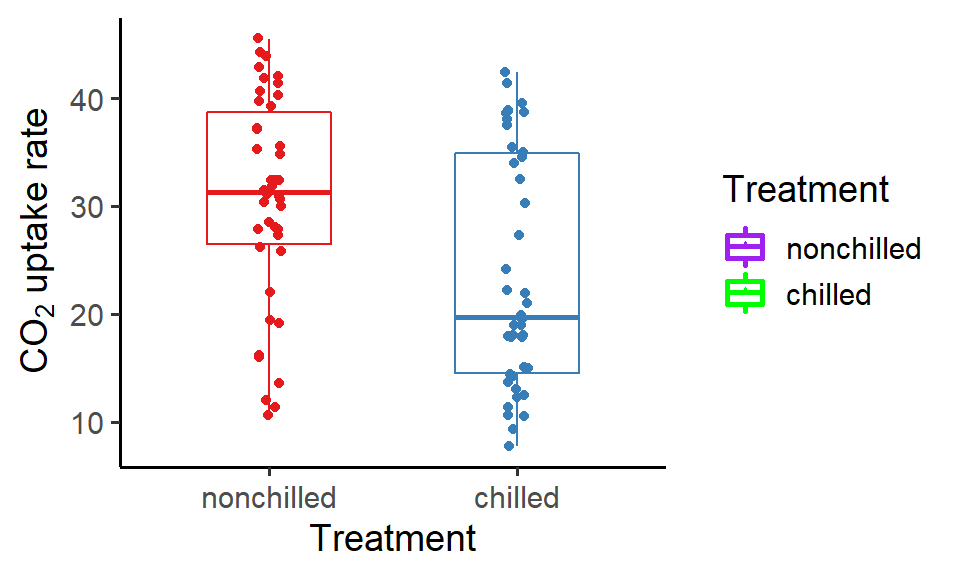 CO₂ uptake rate
40
30
20
10
nonchilled
chilled
Treatment
Treatment
nonchilled
chilled